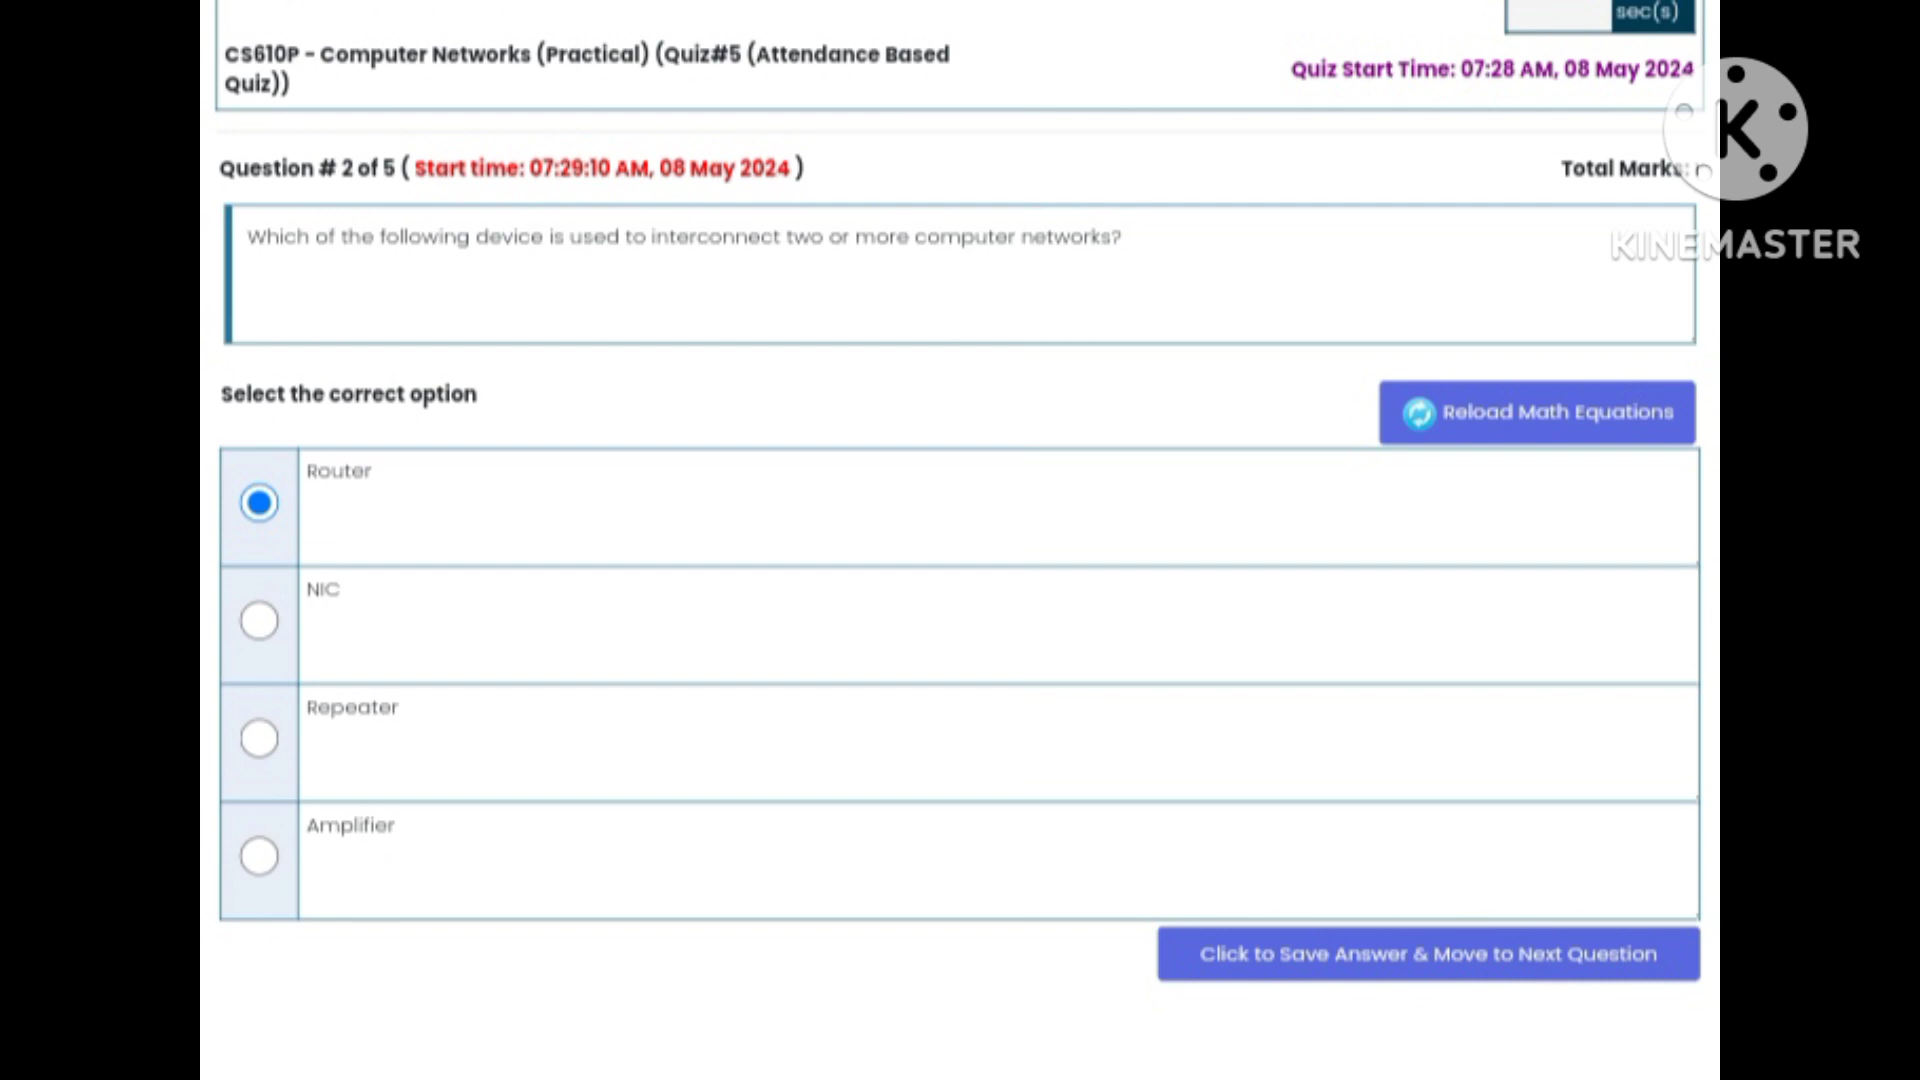 sec(s)
CS610P - Computer Networks (Practical) (Quiz#5 (Attendance Based
Quiz))
Quiz Start Time: 07:28 AM, 08 May 2024
Question # 2 of 5 ( Start time: 07:29:10 AM, 08 May 2024 )
Total Marks:
K
KINEMASTER
Which of the following device is used to interconnect two or more computer networks?
Select the correct option
Reload Math Equations
Router
NIC
Repeater
Amplifier
Click to Save Answer & Move to Next Question